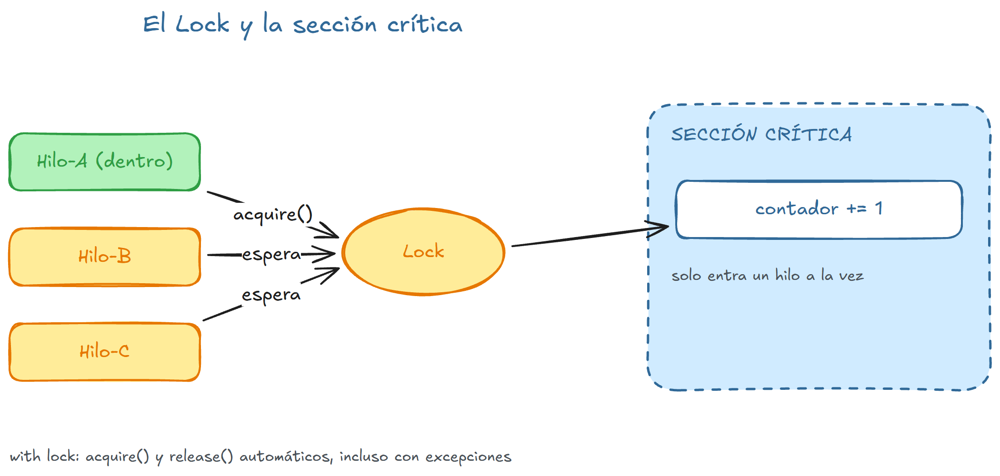 El Lock y la sección crítica
Hilo-A (dentro)
acquire()
Hilo-B
espera
Hilo-C
espera
Lock
SECCIÓN CRÍTICA
contador += 1
solo entra un hilo a la vez
with lock: acquire() y release() automáticos, incluso con excepciones